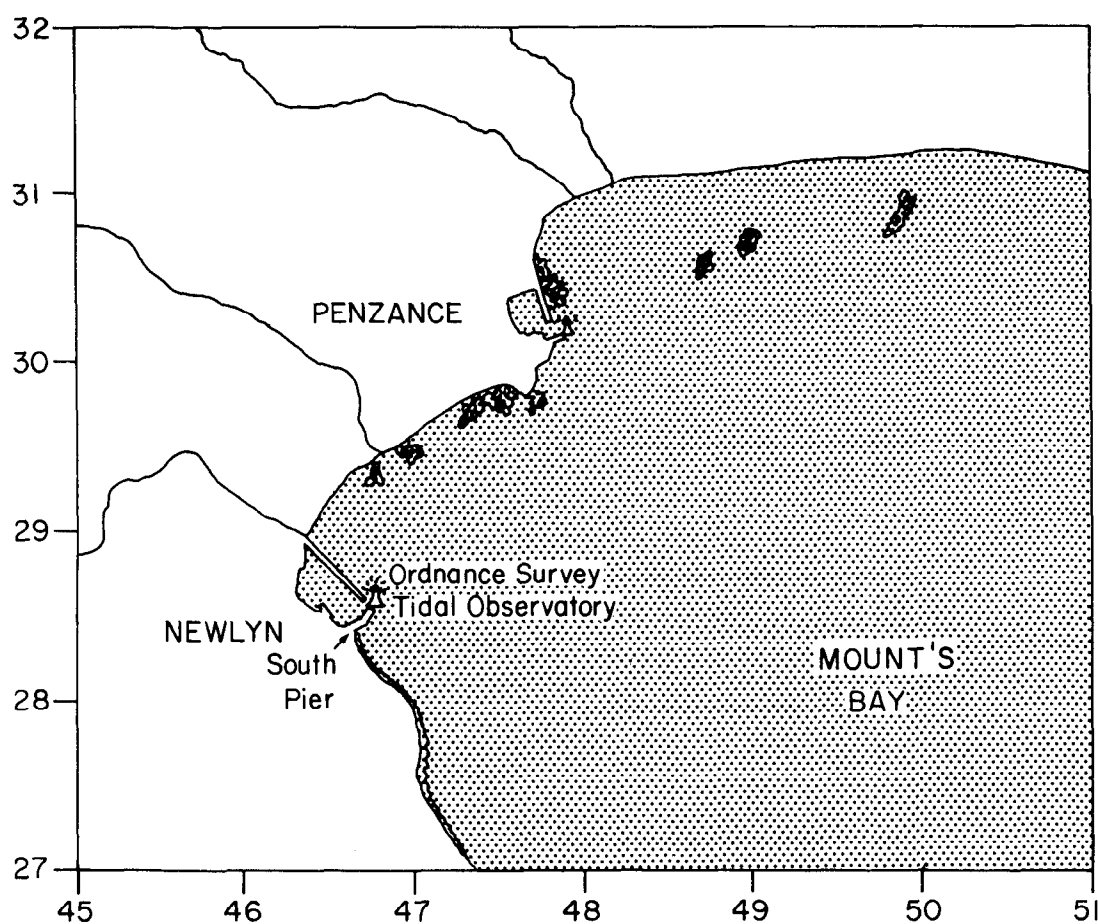 32
31
30
29
28
27
45
46
47
48
49
50
51
PENZANCE
Ordnance Survey
Tidal Observatory
NEWLYN
South
Pier
MOUNT'S
BAY